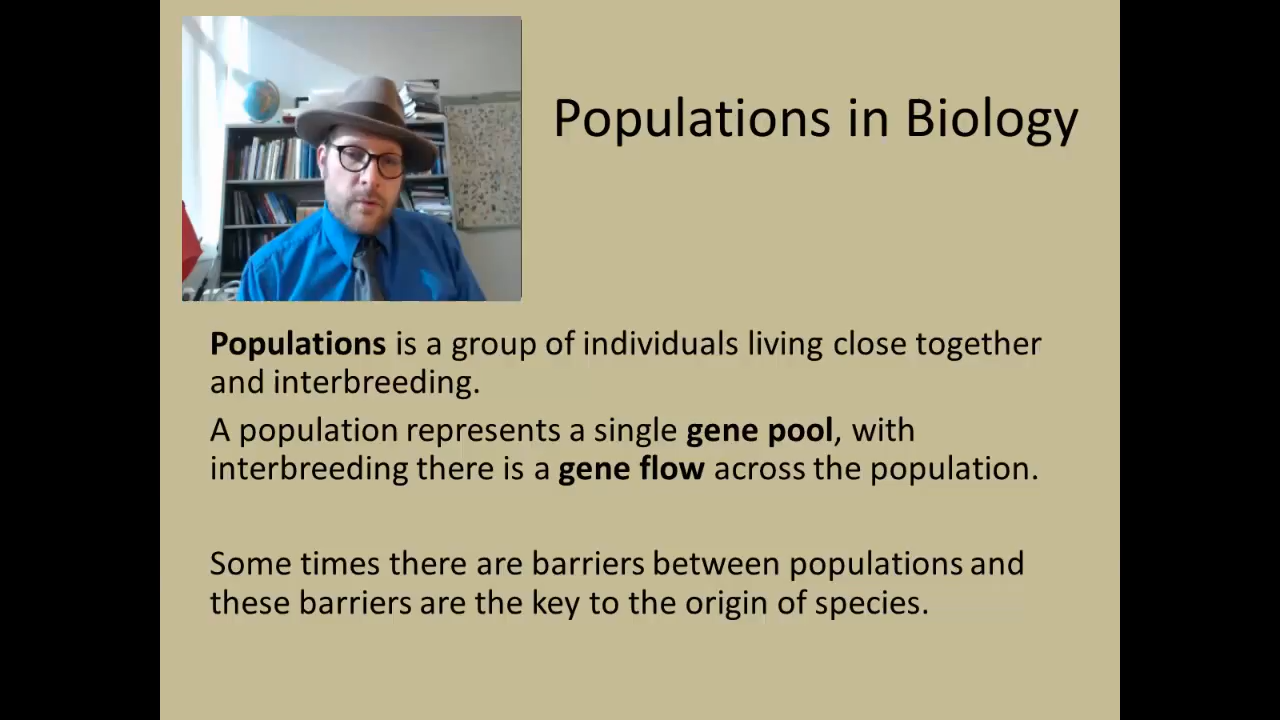 Populations in Biology
Populations is a group of individuals living close together
and interbreeding.
A population represents a single gene pool, with
interbreeding there is a gene flow across the population.
Some times there are barriers between populations and
these barriers are the key to the origin of species.